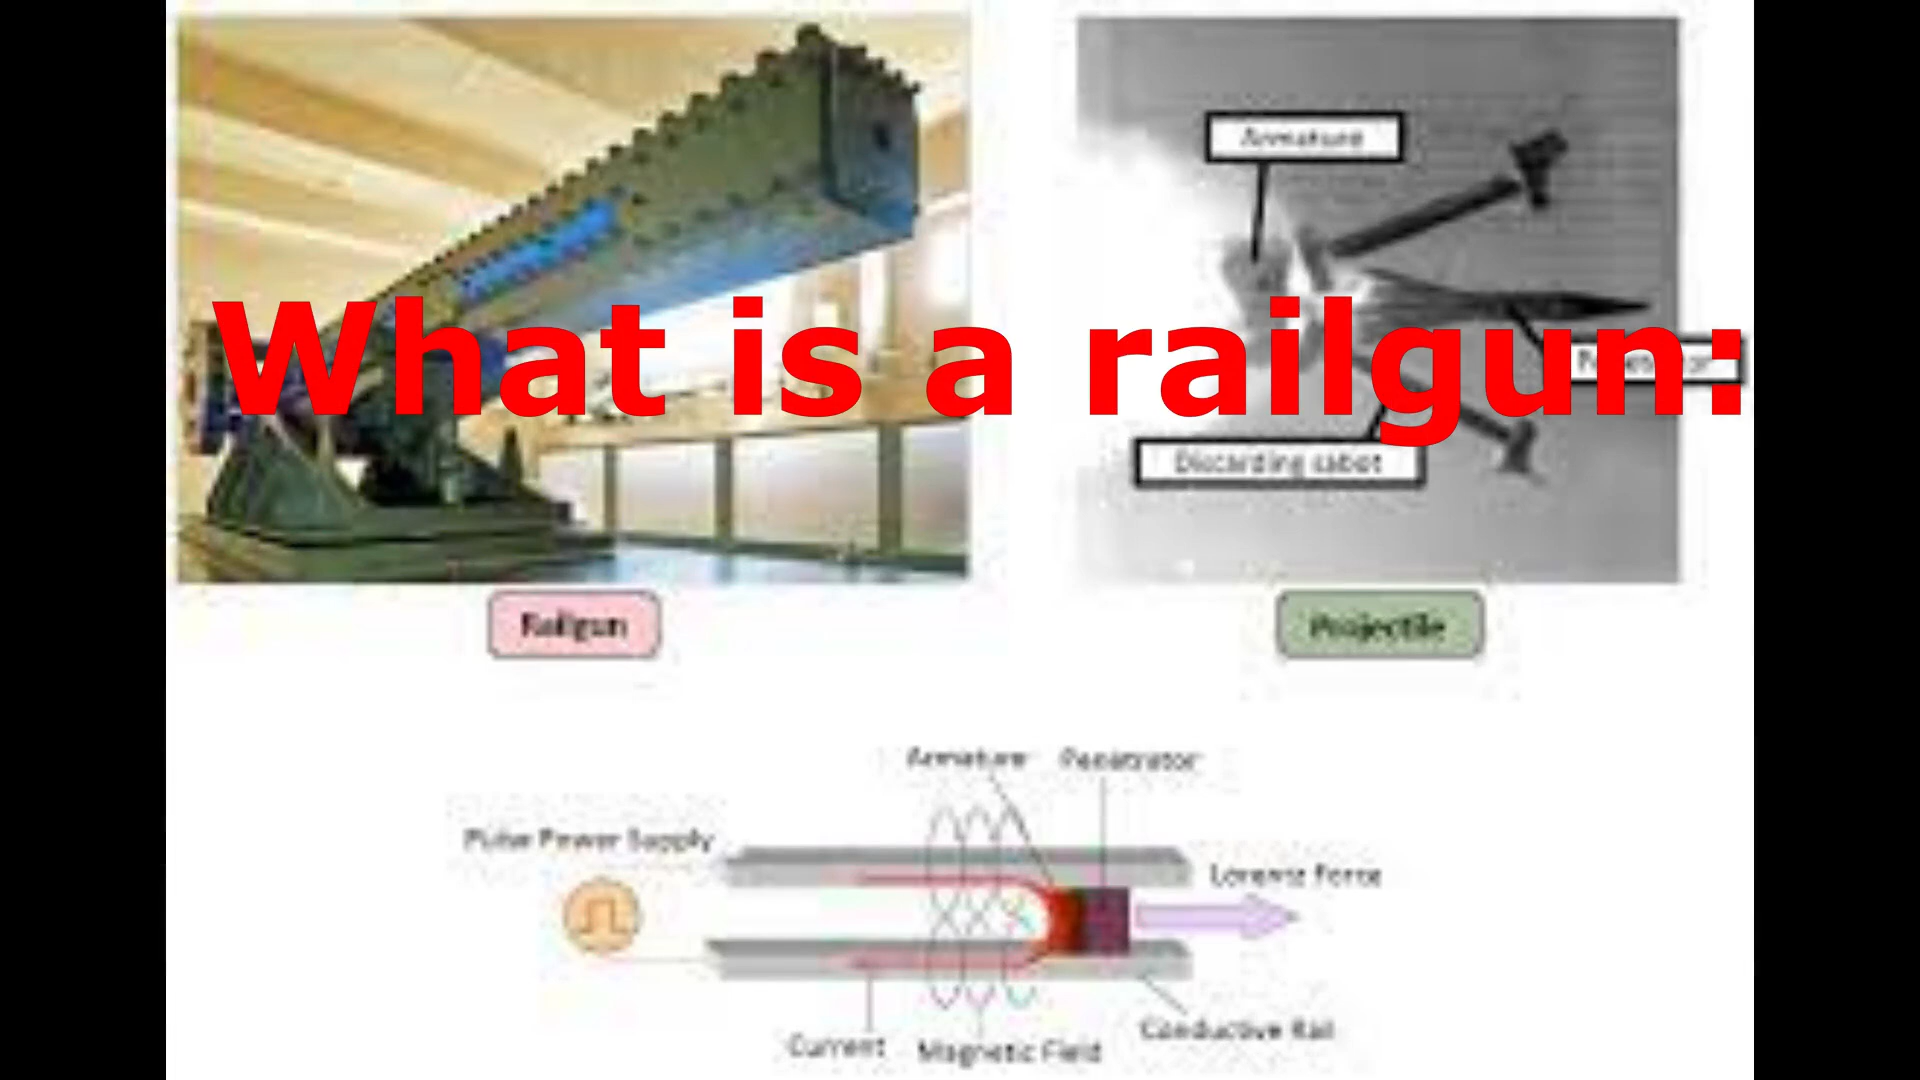 Armature
What is a railgun:
Discarding sabot
Railgun
Projectile
Armature Penetrator
Pulse Power Supply
Lorentz Force
Conductive Rail
Current
Magnetic Field